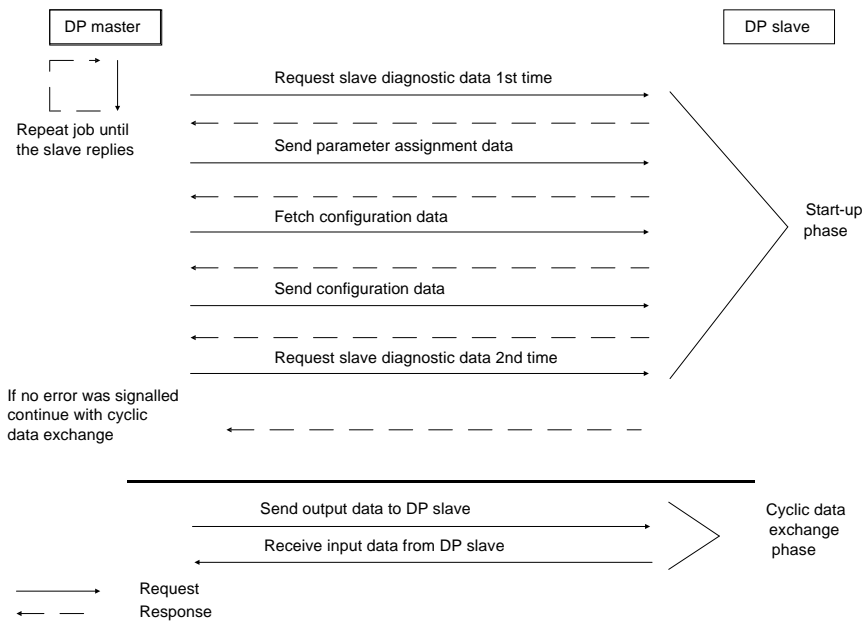 DP master
DP slave
Request slave diagnostic data 1st time
Repeat job until
the slave replies
Send parameter assignment data
Fetch configuration data
Start-up
phase
Send configuration data
Request slave diagnostic data 2nd time
If no error was signalled
continue with cyclic
data exchange
Send output data to DP slave
Receive input data from DP slave
Cyclic data
exchange
phase
Request
Response